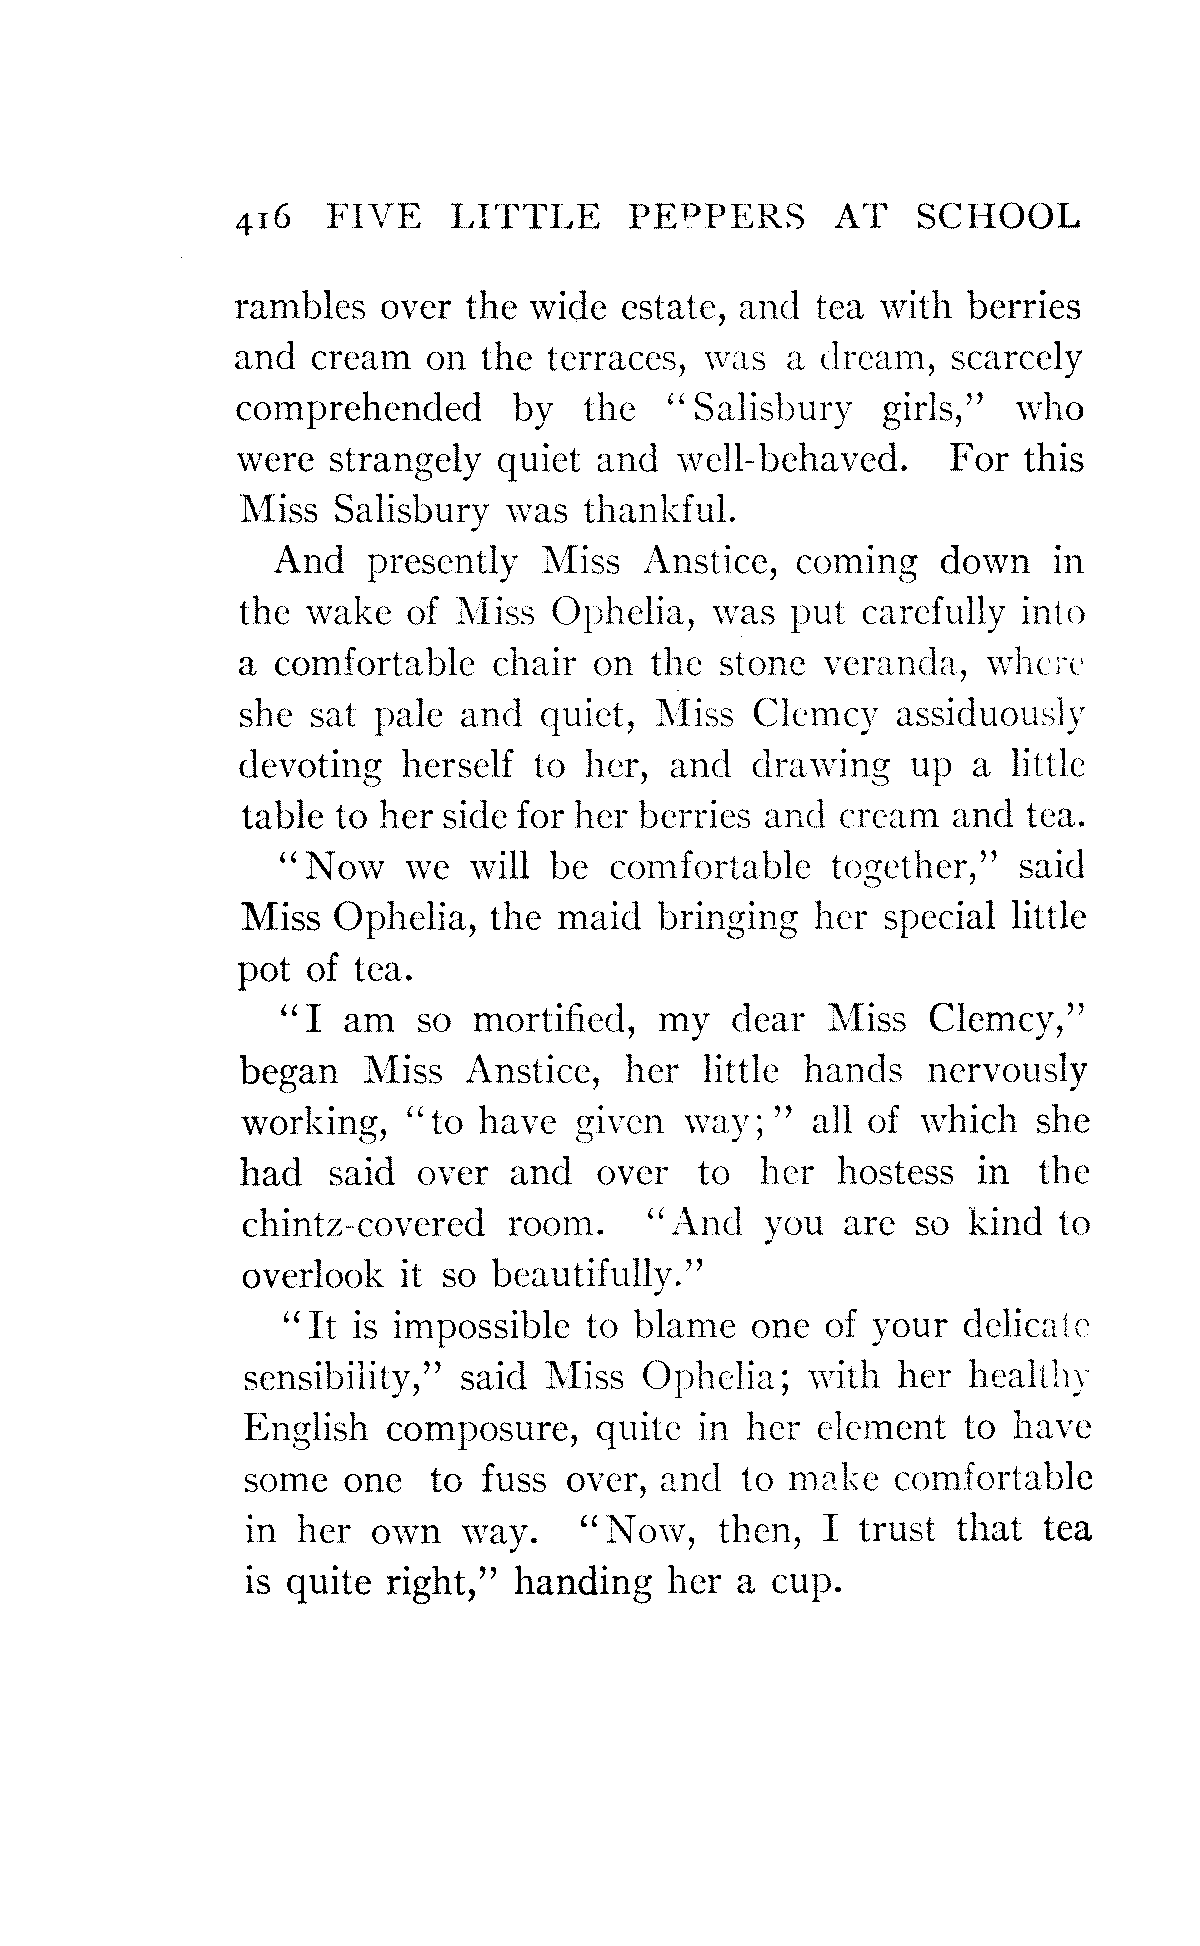 416 FIVE LITTLE PEPPERS AT SCHOOL
rambles over the wide estate, and tea with berries
and cream on the terraces, was a dream, scarcely
comprehended by the “Salisbury girls,” who
were strangely quiet and well-behaved. For this
Miss Salisbury was thankful.
And presently Miss Anstice, coming down in
the wake of Miss Ophelia, was put carefully into
a comfortable chair on the stone veranda, where
she sat pale and quiet, Miss Clemcy assiduously
devoting herself to her, and drawing up a little
table to her side for her berries and cream and tea.
“Now we will be comfortable together,” said
Miss Ophelia, the maid bringing her special little
pot of tea.
“I am so mortified, my dear Miss Clemcy,”
began Miss Anstice, her little hands nervously
working, “to have given way;” all of which she
had said over and over to her hostess in the
chintz-covered room. “And you are so kind to
overlook it so beautifully.”
“It is impossible to blame one of your delicate
sensibility,” said Miss Ophelia; with her healthy
English composure, quite in her element to have
some one to fuss over, and to make comfortable
in her own way. “Now, then, I trust that tea
is quite right,” handing her a cup.